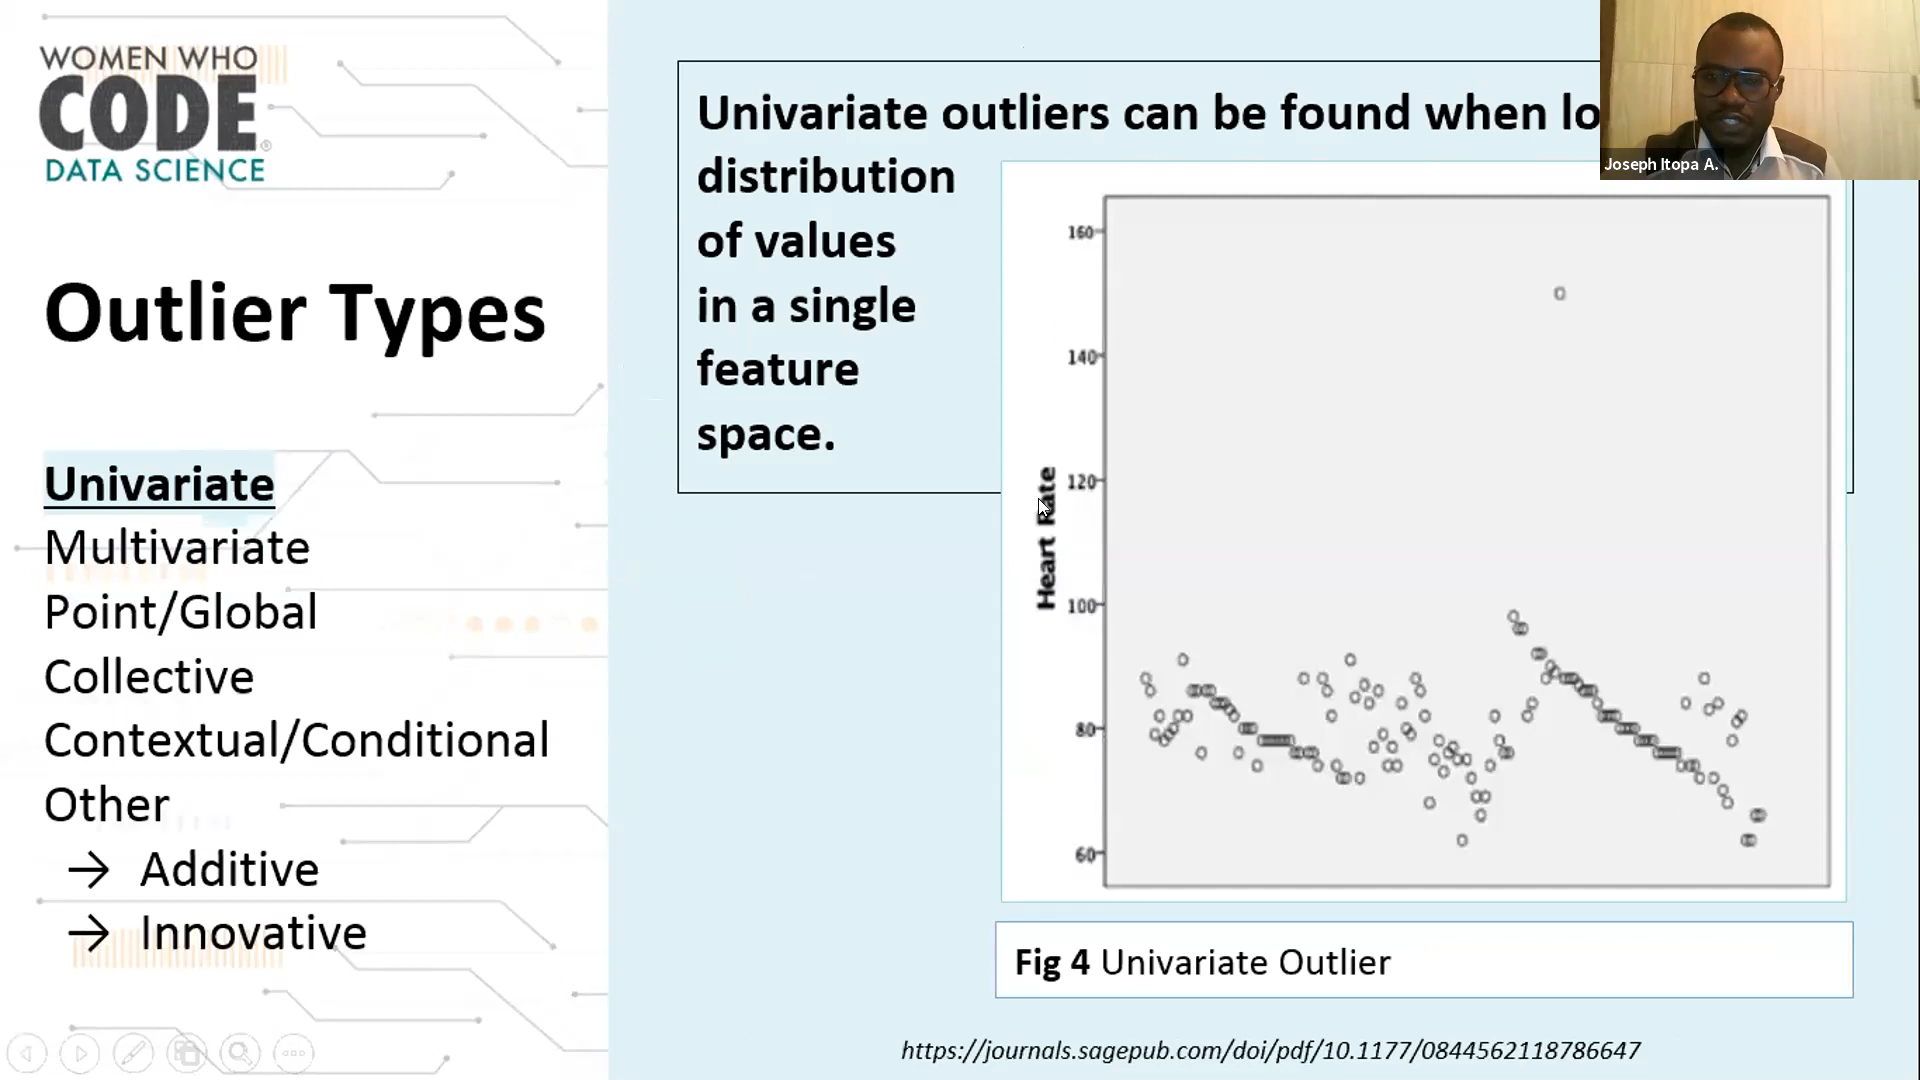 WOMEN WHO
CODE®
DATA SCIENCE
Outlier Types
Univariate
Multivariate
Point/Global
Collective
Contextual/Conditional
Other
→ Additive
→ Innovative
Univariate outliers can be found when lo
distribution
of values
in a single
feature
space.
Joseph Itopa A.
160
140
120
100
80
60
Heart Rate
Fig 4 Univariate Outlier
https://journals.sagepub.com/doi/pdf/10.1177/0844562118786647